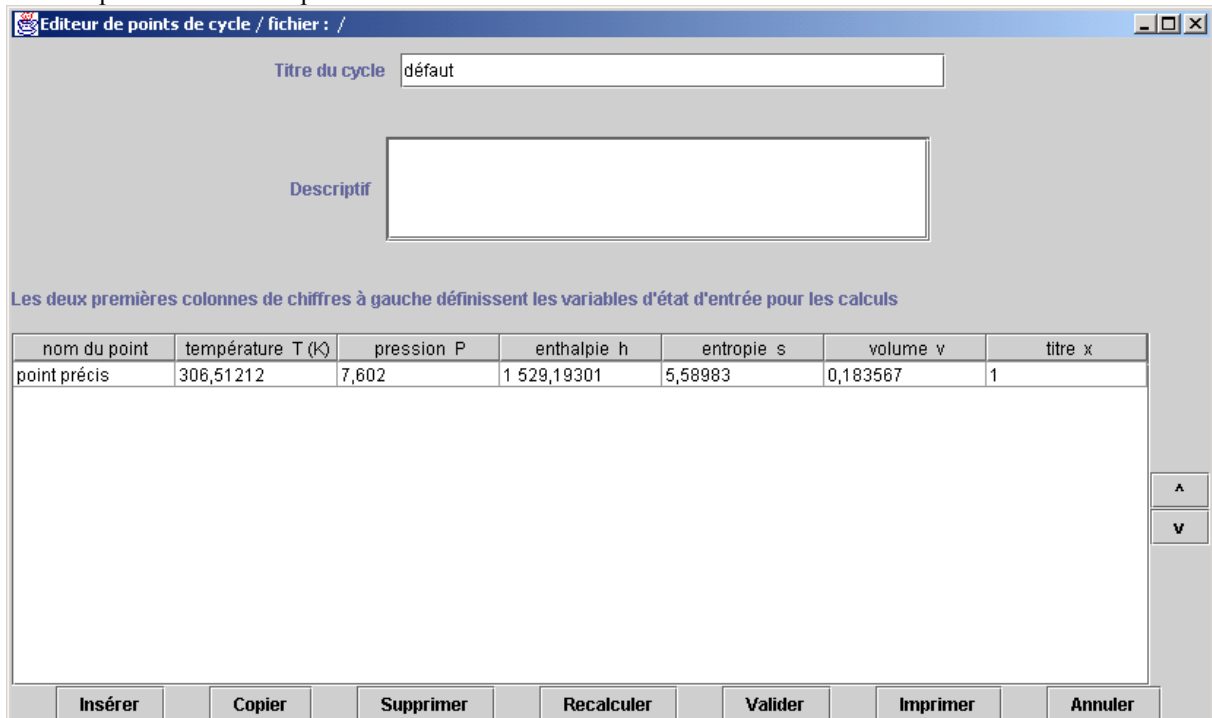 Editeur de points de cycle / fichier : /
Titre du cycle défaut
Descriptif
Les deux premières colonnes de chiffres à gauche définissent les variables d'état d'entrée pour les calculs
nom du point température T (K) pression P enthalpie h entropie s volume v titre x
point précis 306,51212 7,602 1 529,19301 5,58983 0,183567 1
^
v
Insérer Copier Supprimer Recalculer Valider Imprimer Annuler